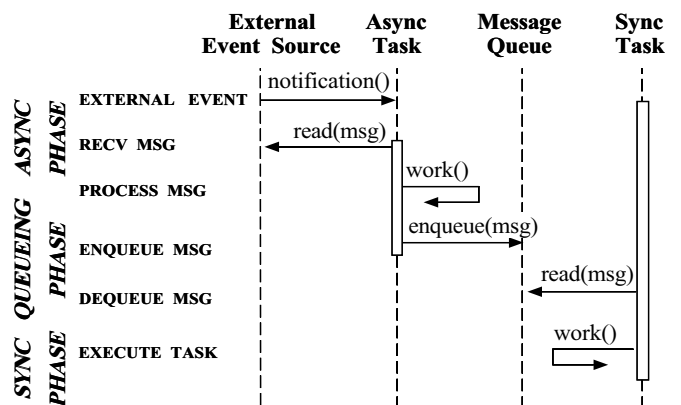 External
Event Source
Async
Task
Message
Queue
Sync
Task
ASYNC
PHASE
QUEUEING
PHASE
SYNC
PHASE
EXTERNAL EVENT
notification()
RECV MSG
read(msg)
PROCESS MSG
work()
ENQUEUE MSG
enqueue(msg)
DEQUEUE MSG
read(msg)
EXECUTE TASK
work()